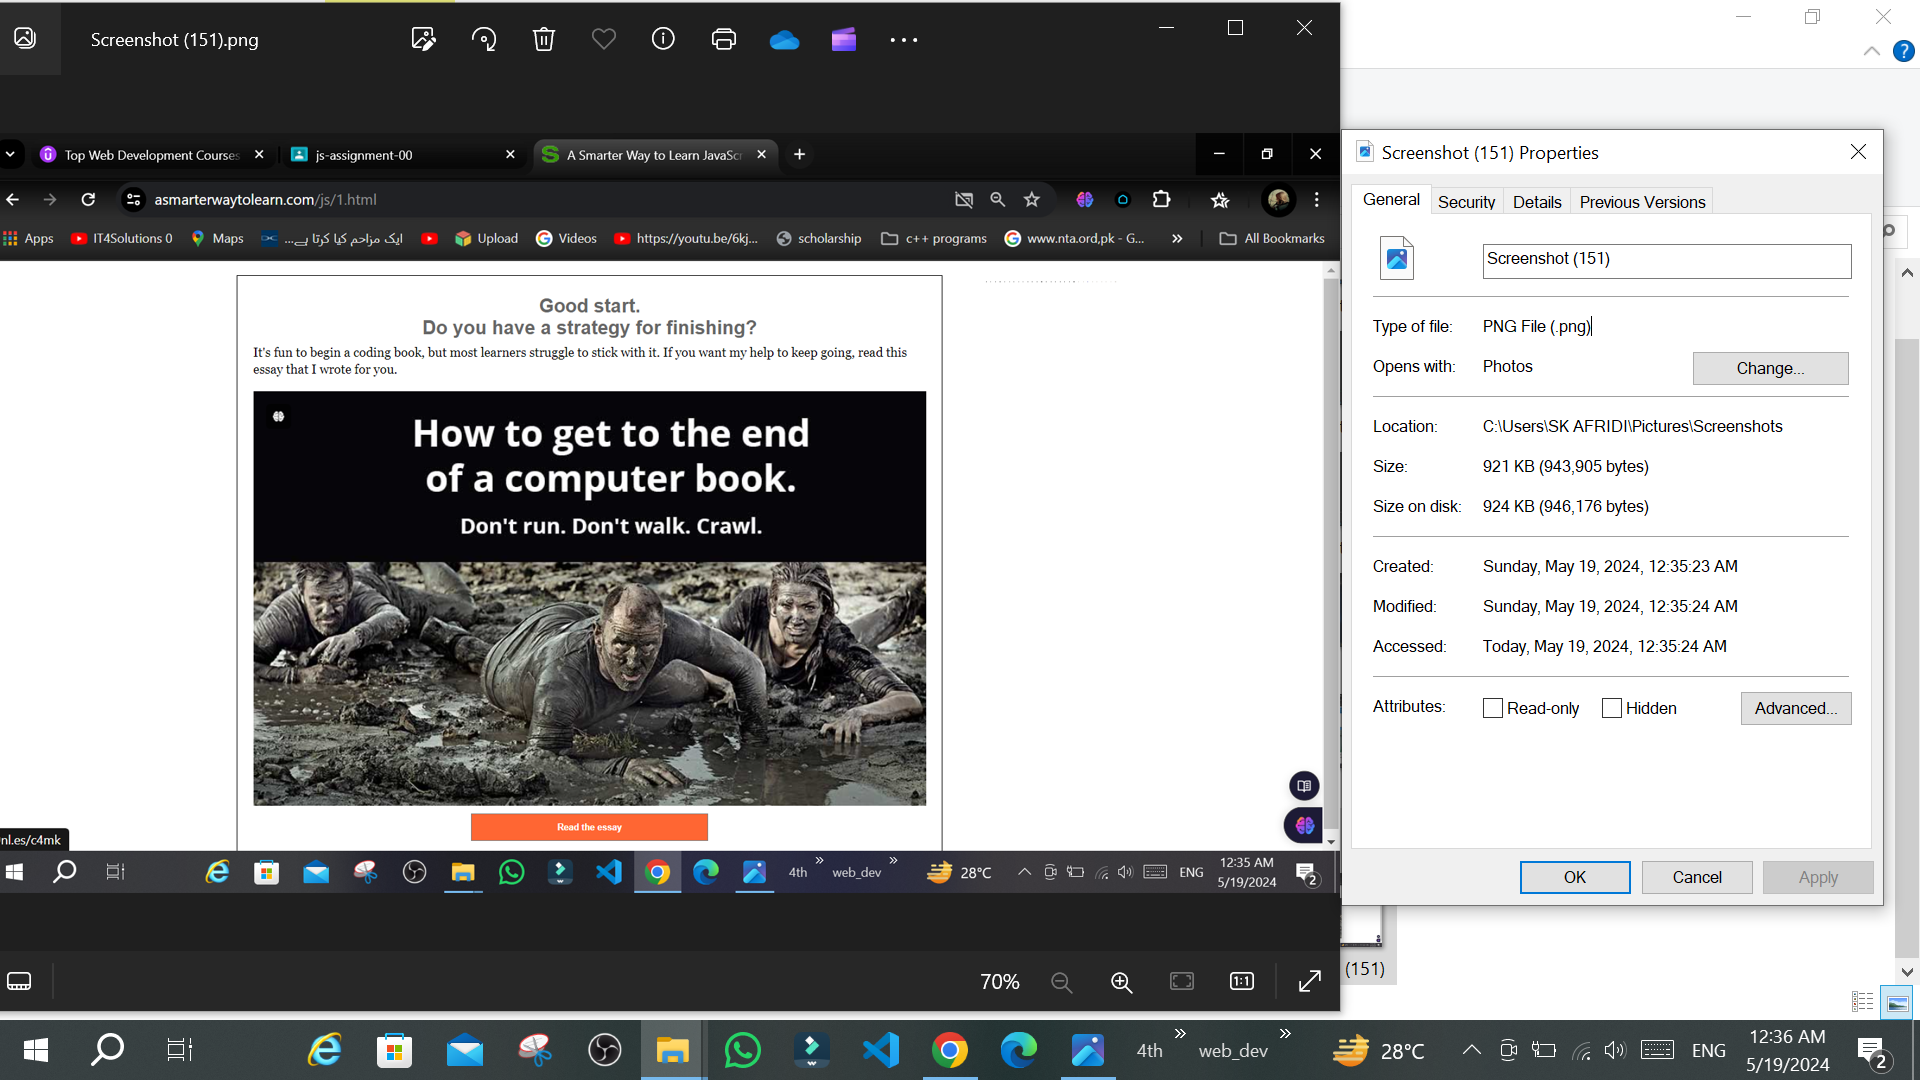 Screenshot (151).png
Top Web Development Courses
js-assignment-00
A Smarter Way to Learn JavaScr
asmarterwaytolearn.com/js/1.html
Apps
IT4Solutions 0
Maps
ایک مزاحم کیا کرتا ہے...
Upload
Videos
https://youtu.be/6kj...
scholarship
c++ programs
www.nta.ord,pk - G...
»
All Bookmarks
Good start.
Do you have a strategy for finishing?
It's fun to begin a coding book, but most learners struggle to stick with it. If you want my help to keep going, read this
essay that I wrote for you.
How to get to the end
of a computer book.
Don't run. Don't walk. Crawl.
Read the essay
nl.es/c4mk
4th
»
web_dev
»
28°C
ENG
12:35 AM
5/19/2024
2
70%
1:1
Screenshot (151) Properties
General
Security
Details
Previous Versions
Screenshot (151)
Type of file: PNG File (.png)
Opens with: Photos
Change...
Location: C:\Users\SK AFRIDI\Pictures\Screenshots
Size: 921 KB (943,905 bytes)
Size on disk: 924 KB (946,176 bytes)
Created: Sunday, May 19, 2024, 12:35:23 AM
Modified: Sunday, May 19, 2024, 12:35:24 AM
Accessed: Today, May 19, 2024, 12:35:24 AM
Attributes: Read-only Hidden
Advanced...
OK
Cancel
Apply
(151)
4th
»
web_dev
»
28°C
ENG
12:36 AM
5/19/2024
2